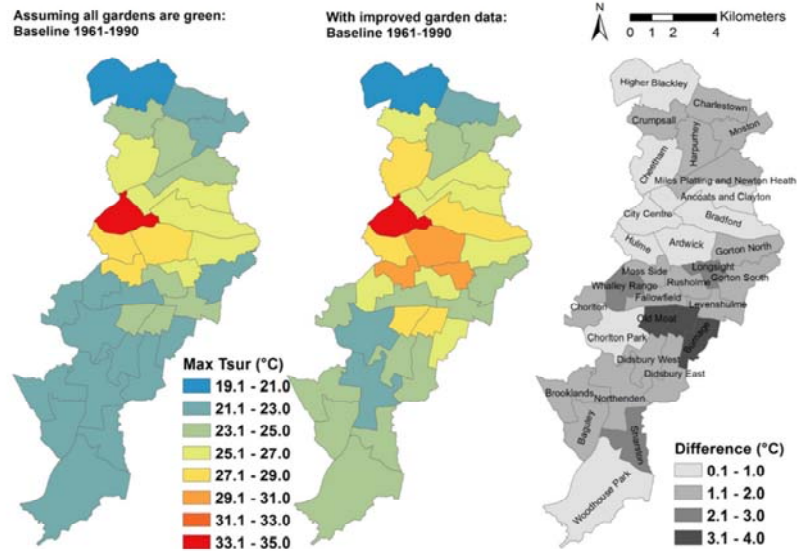 Assuming all gardens are green:
Baseline 1961-1990
Max Tsur (°C)
19.1 - 21.0
21.1 - 23.0
23.1 - 25.0
25.1 - 27.0
27.1 - 29.0
29.1 - 31.0
31.1 - 33.0
33.1 - 35.0
With improved garden data:
Baseline 1961-1990
N
Kilometers
0 1 2 4
Higher Blackley
Charlestown
Crumpsall
Harpurhey
Moston
Cheetham
Miles Platting and Newton Heath
Ancoats and Clayton
City Centre
Bradford
Hulme
Ardwick
Gorton North
Moss Side
Longsight
Rusholme
Gorton South
Whalley Range
Fallowfield
Levenshulme
Chorlton
Old Moat
Burnage
Chorlton Park
Didsbury West
Didsbury East
Brooklands
Northenden
Baguley
Sharston
Woodhouse Park
Difference (°C)
0.1 - 1.0
1.1 - 2.0
2.1 - 3.0
3.1 - 4.0